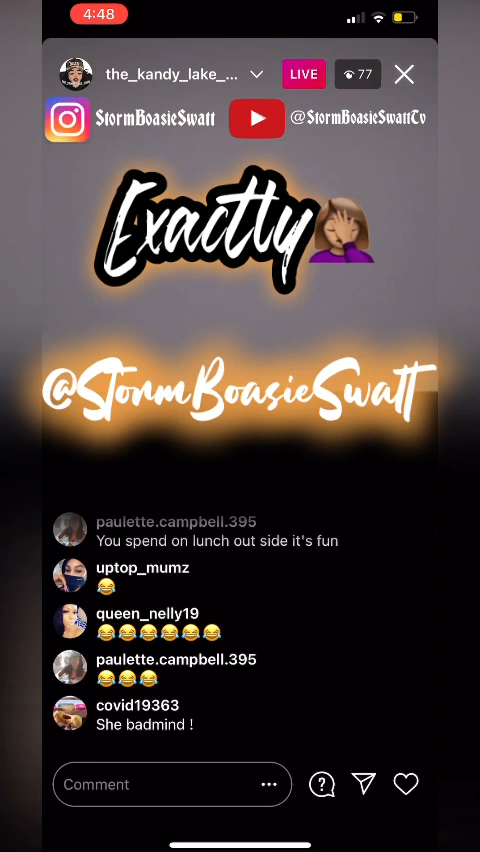 4:48
the_kandy_lake_...
LIVE
77
StormBoasieSwatt
@StormBoasieSwattTv
Exactly🤦🏽‍♀️
@StormBoasieSwatt
paulette.campbell.395
You spend on lunch out side it's fun
uptop_mumz
😂
queen_nelly19
😂😂😂😂😂😂
paulette.campbell.395
😂😂😂
covid19363
She badmind !
Comment